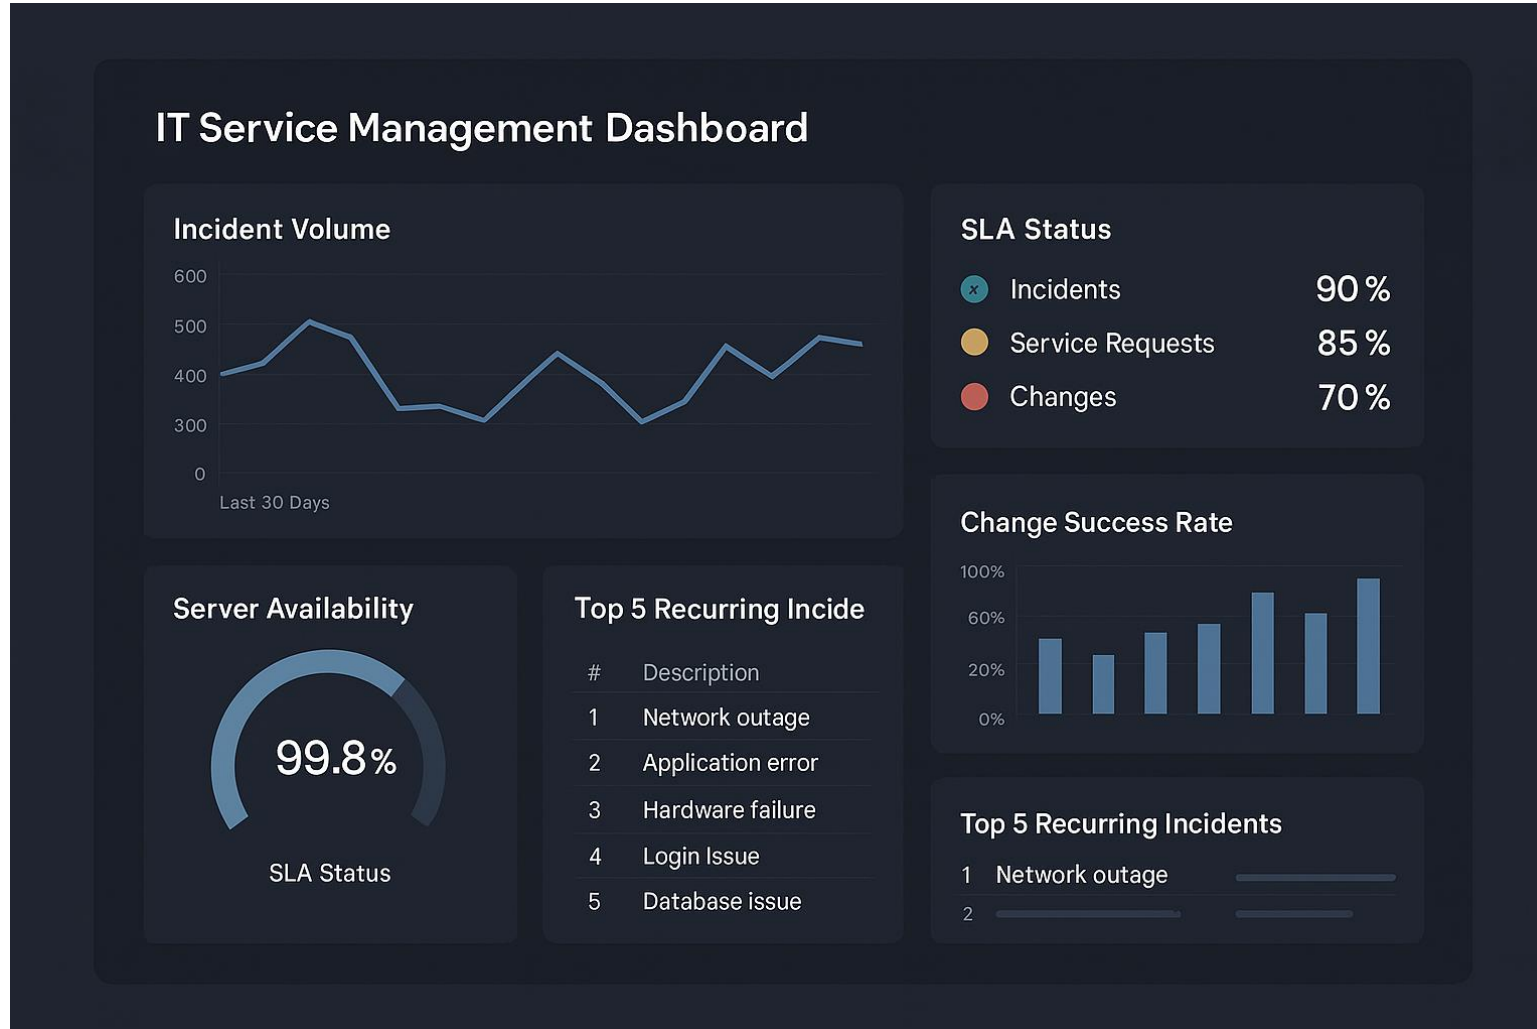 IT Service Management Dashboard
Incident Volume
600
500
400
300
0
Last 30 Days
SLA Status
x Incidents 90%
Service Requests 85%
Changes 70%
Change Success Rate
100%
60%
20%
0%
Server Availability
99.8%
SLA Status
Top 5 Recurring Incide
# Description
1 Network outage
2 Application error
3 Hardware failure
4 Login Issue
5 Database issue
Top 5 Recurring Incidents
1 Network outage
2